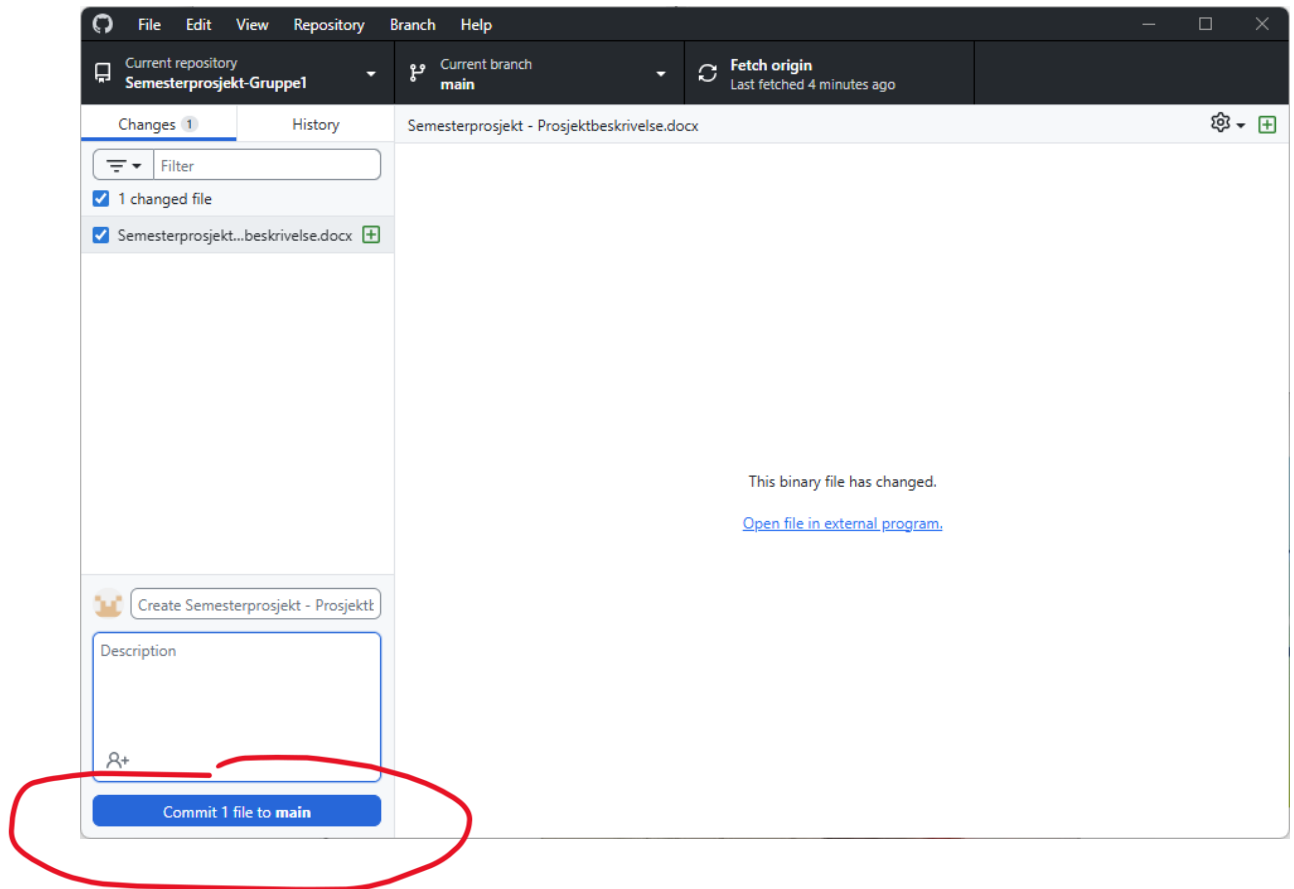 File Edit View Repository Branch Help
Current repository
Semesterprosjekt-Gruppe1
Current branch
main
Fetch origin
Last fetched 4 minutes ago
Changes 1 History
Semesterprosjekt - Prosjektbeskrivelse.docx
Filter
1 changed file
Semesterprosjekt...beskrivelse.docx
This binary file has changed.
Open file in external program.
Create Semesterprosjekt - Prosjektb
Description
Commit 1 file to main